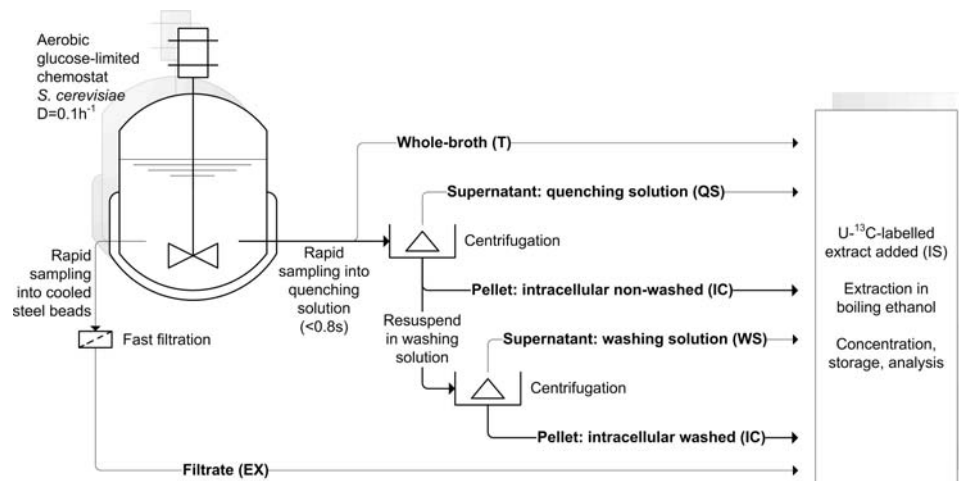 Aerobic
glucose-limited
chemostat
S. cerevisiae
D=0.1h⁻¹
Whole-broth (T)
Supernatant: quenching solution (QS)
Centrifugation
Rapid
sampling into
quenching
solution
(<0.8s)
Rapid
sampling
into cooled
steel beads
Pellet: intracellular non-washed (IC)
Resuspend
in washing
solution
Fast filtration
Supernatant: washing solution (WS)
Centrifugation
Pellet: intracellular washed (IC)
Filtrate (EX)
U-¹³C-labelled
extract added (IS)
Extraction in
boiling ethanol
Concentration,
storage, analysis